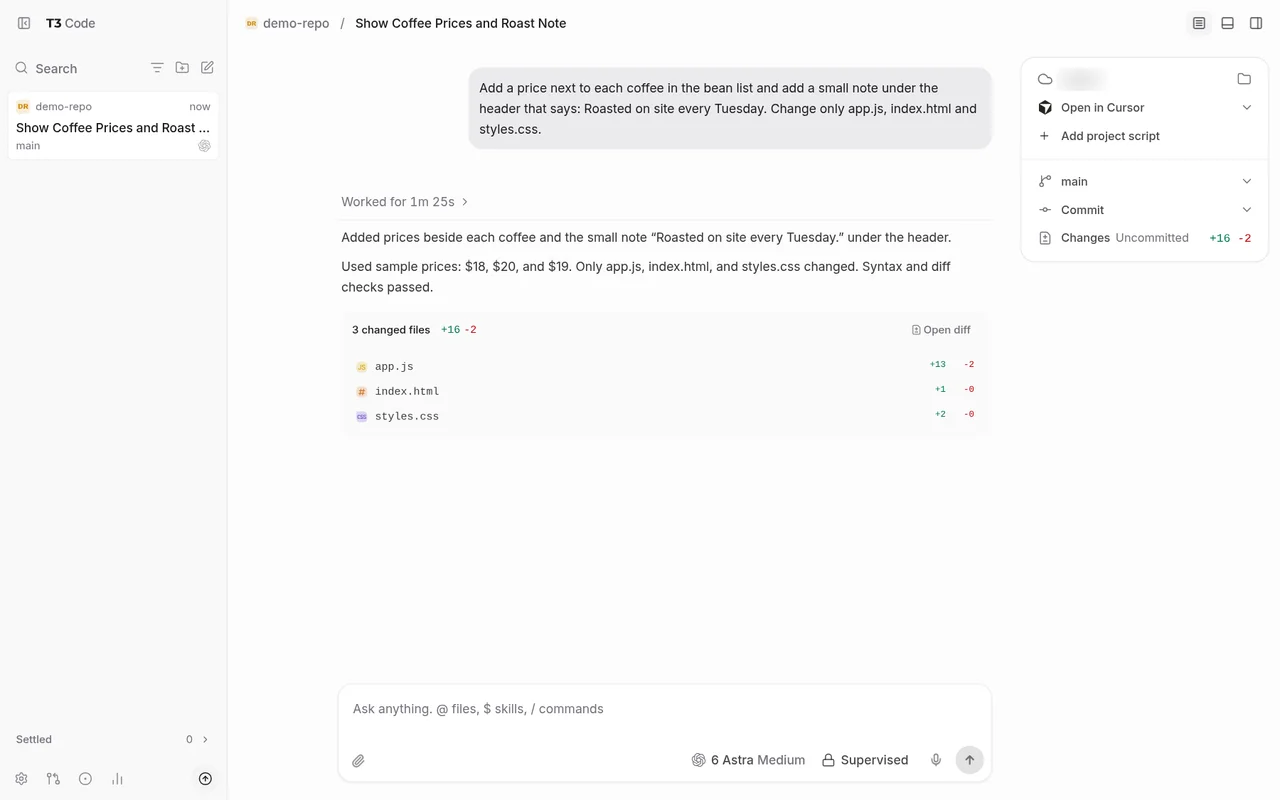 T3 Code
DR demo-repo / Show Coffee Prices and Roast Note
Search
DR demo-repo now
Show Coffee Prices and Roast ...
main
Add a price next to each coffee in the bean list and add a small note under the
header that says: Roasted on site every Tuesday. Change only app.js, index.html and
styles.css.
Worked for 1m 25s
Added prices beside each coffee and the small note “Roasted on site every Tuesday.” under the header.
Used sample prices: $18, $20, and $19. Only app.js, index.html, and styles.css changed. Syntax and diff
checks passed.
3 changed files +16 -2 Open diff
JS app.js +13 -2
# index.html +1 -0
CSS styles.css +2 -0
Open in Cursor
Add project script
main
Commit
Changes Uncommitted +16 -2
Ask anything. @ files, $ skills, / commands
6 Astra Medium Supervised
Settled 0